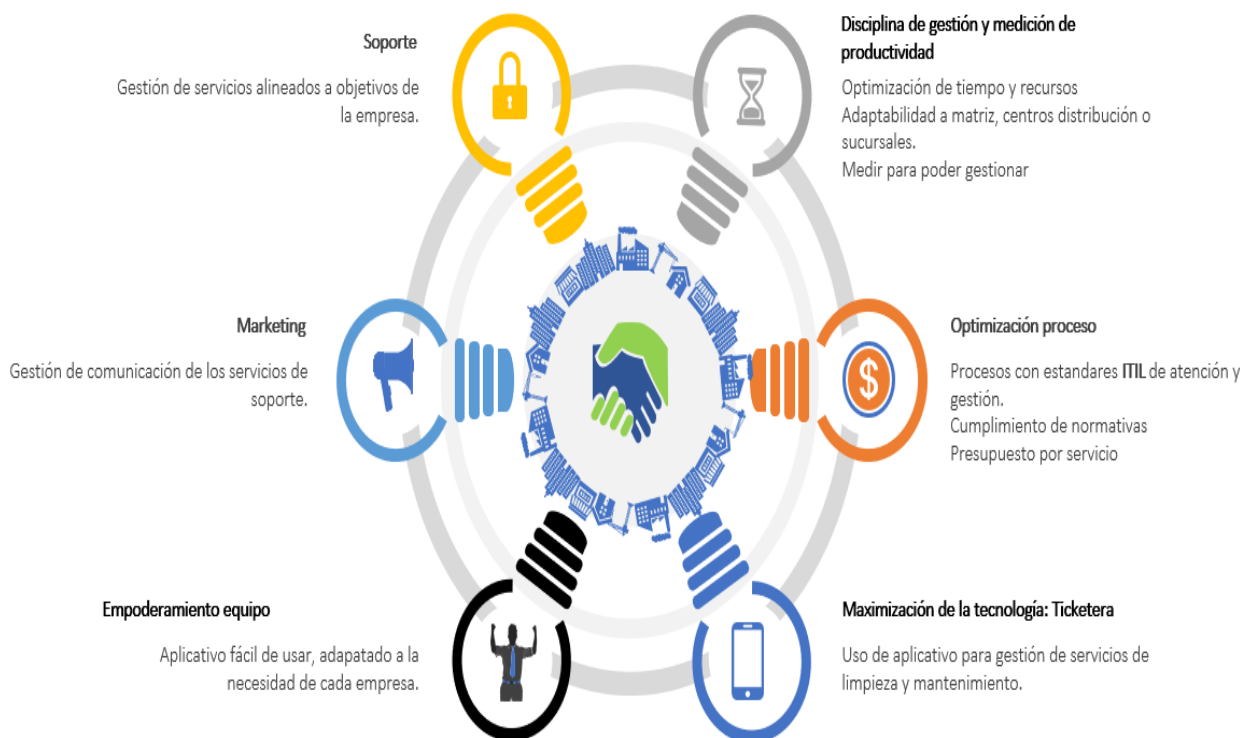 Soporte
Gestión de servicios alineados a objetivos de
la empresa.
Disciplina de gestión y medición de
productividad
Optimización de tiempo y recursos
Adaptabilidad a matriz, centros distribución o
sucursales.
Medir para poder gestionar
Marketing
Gestión de comunicación de los servicios de
soporte.
Optimización proceso
Procesos con estandares ITIL de atención y
gestión.
Cumplimiento de normativas
Presupuesto por servicio
$
Empoderamiento equipo
Aplicativo fácil de usar, adapatado a la
necesidad de cada empresa.
Maximización de la tecnología: Ticketera
Uso de aplicativo para gestión de servicios de
limpieza y mantenimiento.